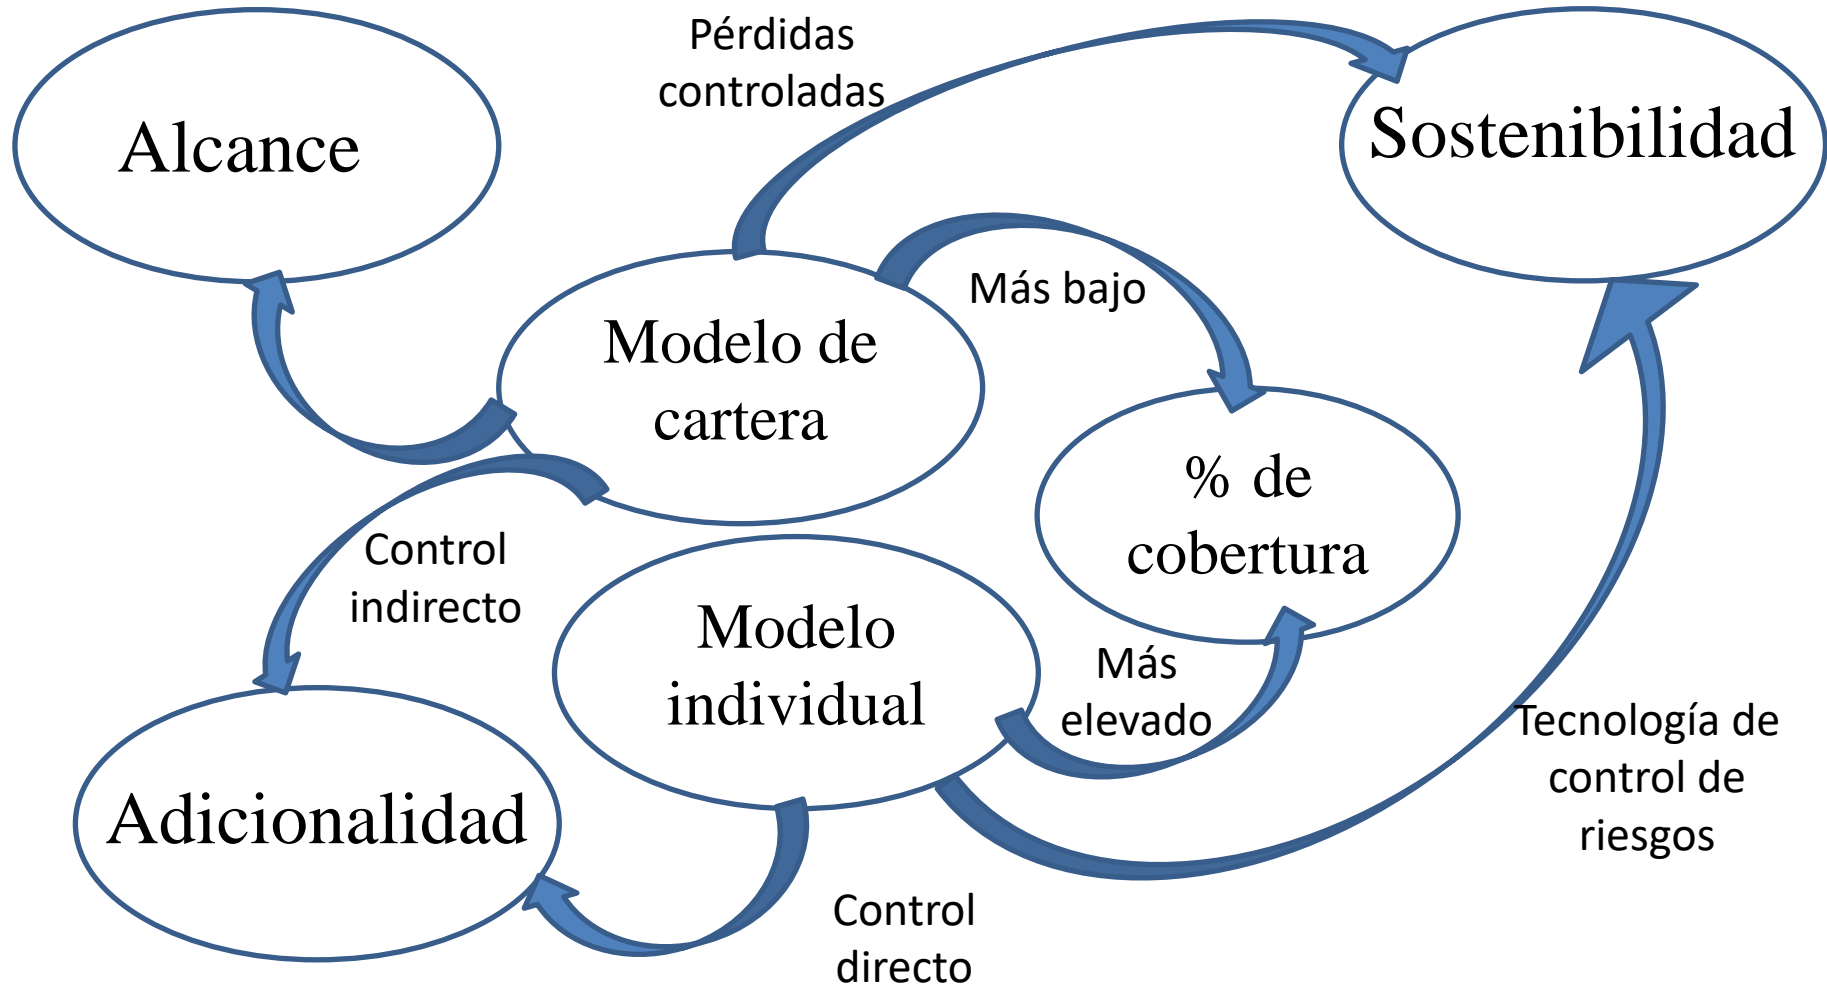 Pérdidas
controladas
Alcance
Sostenibilidad
Más bajo
Modelo de
cartera
% de
cobertura
Control
indirecto
Modelo
individual
Más
elevado
Tecnología de
control de
riesgos
Adicionalidad
Control
directo